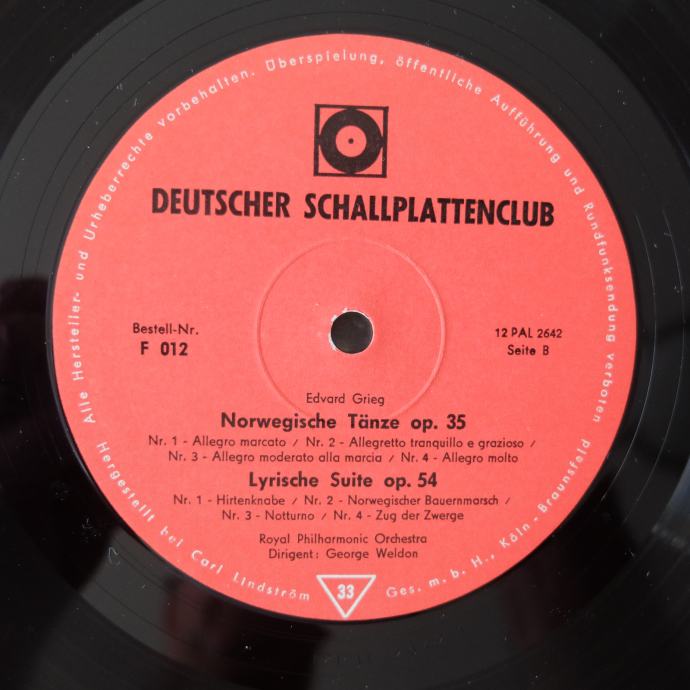 Alle Hersteller- und Urheberrechte vorbehalten. Überspielung, öffentliche Aufführung und Rundfunksendung verboten
DEUTSCHER SCHALLPLATTENCLUB
Bestell-Nr.
F 012
12 PAL 2642
Seite B
Edvard Grieg
Norwegische Tänze op. 35
Nr. 1 - Allegro marcato / Nr. 2 - Allegretto tranquillo e grazioso /
Nr. 3 - Allegro moderato alla marcia / Nr. 4 - Allegro molto
Lyrische Suite op. 54
Nr. 1 - Hirtenknabe / Nr. 2 - Norwegischer Bauernmarsch /
Nr. 3 - Notturno / Nr. 4 - Zug der Zwerge
Royal Philharmonic Orchestra
Dirigent: George Weldon
33
Hergestellt bei Carl Lindström Ges. m. b. H., Köln - Braunsfeld